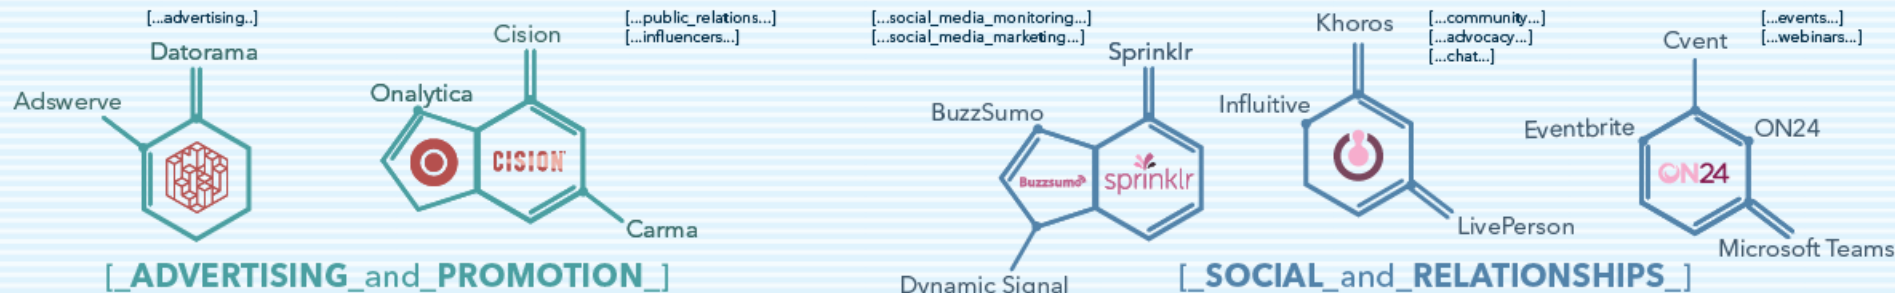 [...advertising..]
Datorama
Adswerve
[...public_relations...]
[...influencers...]
Cision
Onalytica
CISION
Carma
[_ADVERTISING_and_PROMOTION_]
[...social_media_monitoring...]
[...social_media_marketing...]
Sprinklr
BuzzSumo
Buzzsumo
sprinklr
Dynamic Signal
Khoros
[...community...]
[...advocacy...]
[...chat...]
Influitive
LivePerson
Cvent
[...events...]
[...webinars...]
Eventbrite
ON24
ON24
Microsoft Teams
[_SOCIAL_and_RELATIONSHIPS_]